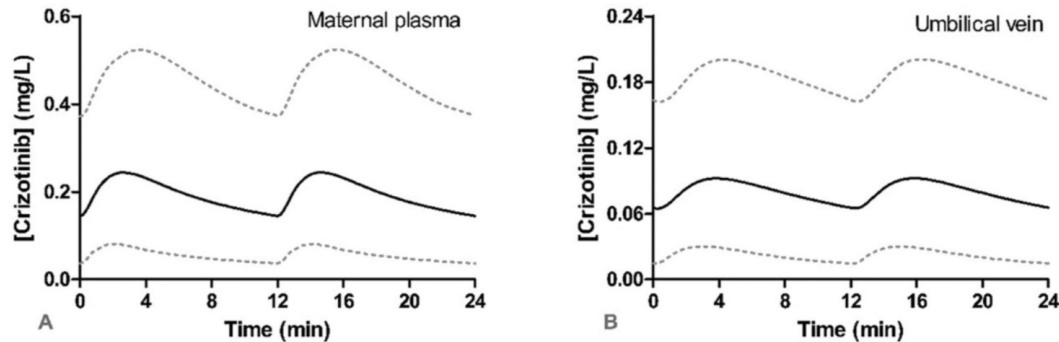 Maternal plasma
[Crizotinib] (mg/L)
0.6
0.4
0.2
0.0
0 4 8 12 16 20 24
Time (min)
A
Umbilical vein
[Crizotinib] (mg/L)
0.24
0.18
0.12
0.06
0.00
0 4 8 12 16 20 24
Time (min)
B